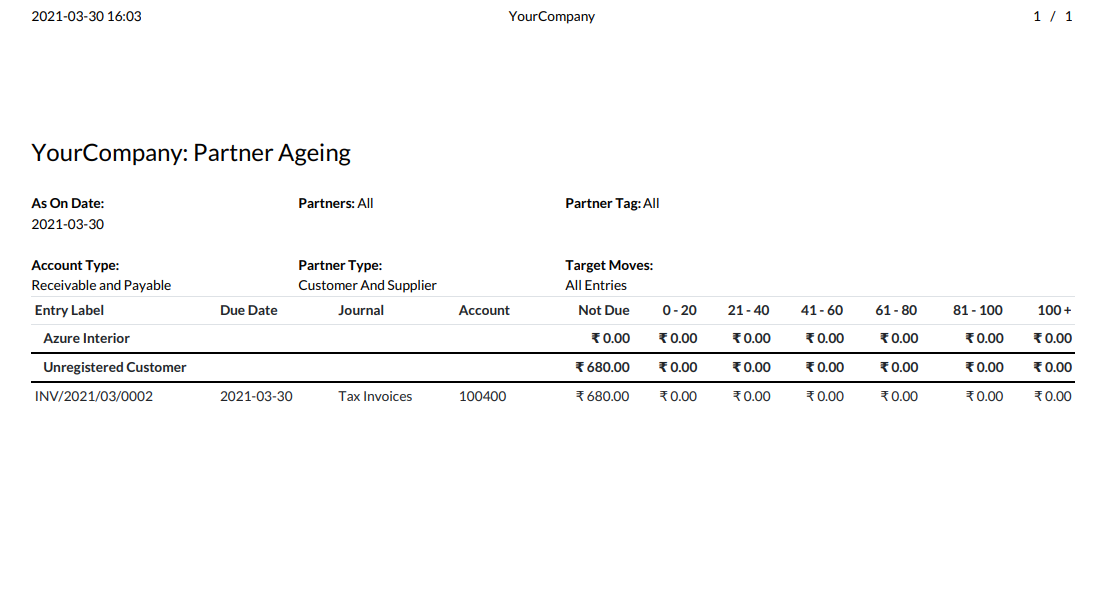 2021-03-30 16:03 YourCompany 1 / 1
YourCompany: Partner Ageing
As On Date: Partners: All Partner Tag: All
2021-03-30
Account Type: Partner Type: Target Moves:
Receivable and Payable Customer And Supplier All Entries
Entry Label Due Date Journal Account Not Due 0 - 20 21 - 40 41 - 60 61 - 80 81 - 100 100 +
Azure Interior ₹ 0.00 ₹ 0.00 ₹ 0.00 ₹ 0.00 ₹ 0.00 ₹ 0.00 ₹ 0.00
Unregistered Customer ₹ 680.00 ₹ 0.00 ₹ 0.00 ₹ 0.00 ₹ 0.00 ₹ 0.00 ₹ 0.00
INV/2021/03/0002 2021-03-30 Tax Invoices 100400 ₹ 680.00 ₹ 0.00 ₹ 0.00 ₹ 0.00 ₹ 0.00 ₹ 0.00 ₹ 0.00